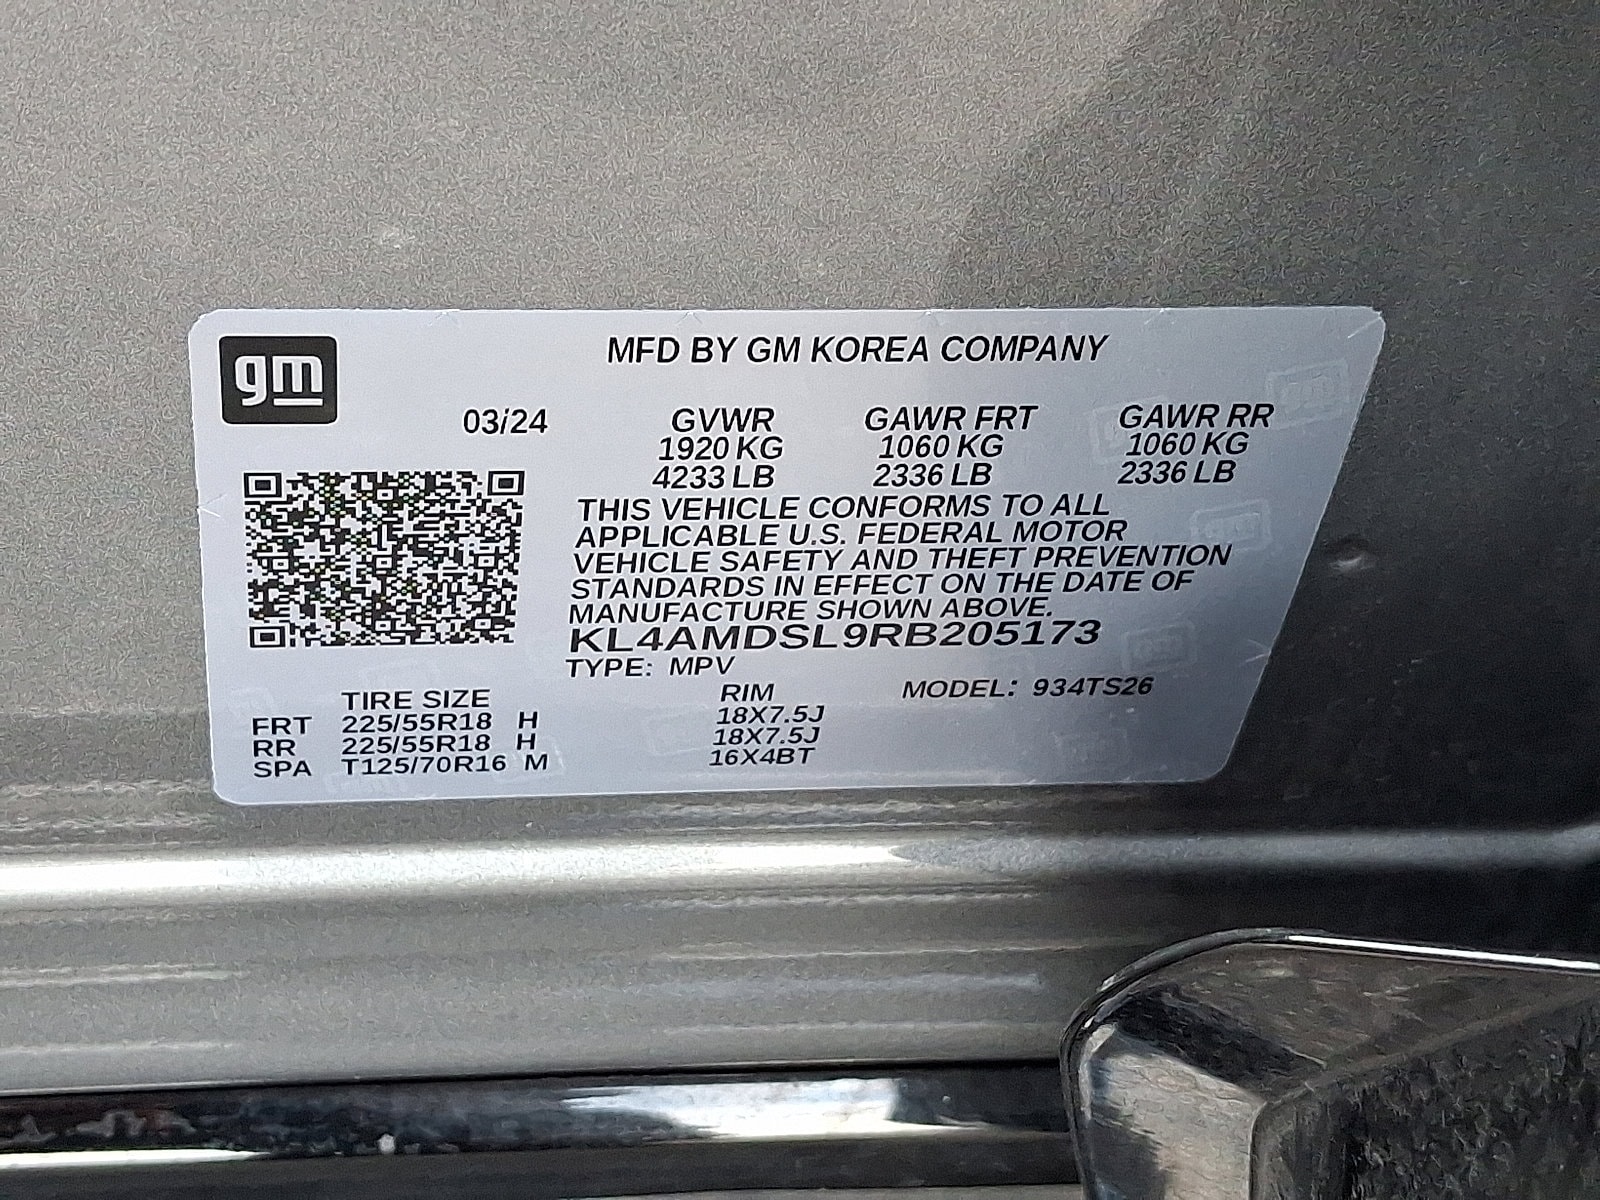 gm
MFD BY GM KOREA COMPANY
03/24 GVWR GAWR FRT GAWR RR
1920 KG 1060 KG 1060 KG
4233 LB 2336 LB 2336 LB
THIS VEHICLE CONFORMS TO ALL
APPLICABLE U.S. FEDERAL MOTOR
VEHICLE SAFETY AND THEFT PREVENTION
STANDARDS IN EFFECT ON THE DATE OF
MANUFACTURE SHOWN ABOVE.
KL4AMDSL9RB205173
TYPE: MPV
TIRE SIZE RIM MODEL: 934TS26
FRT 225/55R18 H 18X7.5J
RR 225/55R18 H 18X7.5J
SPA T125/70R16 M 16X4BT